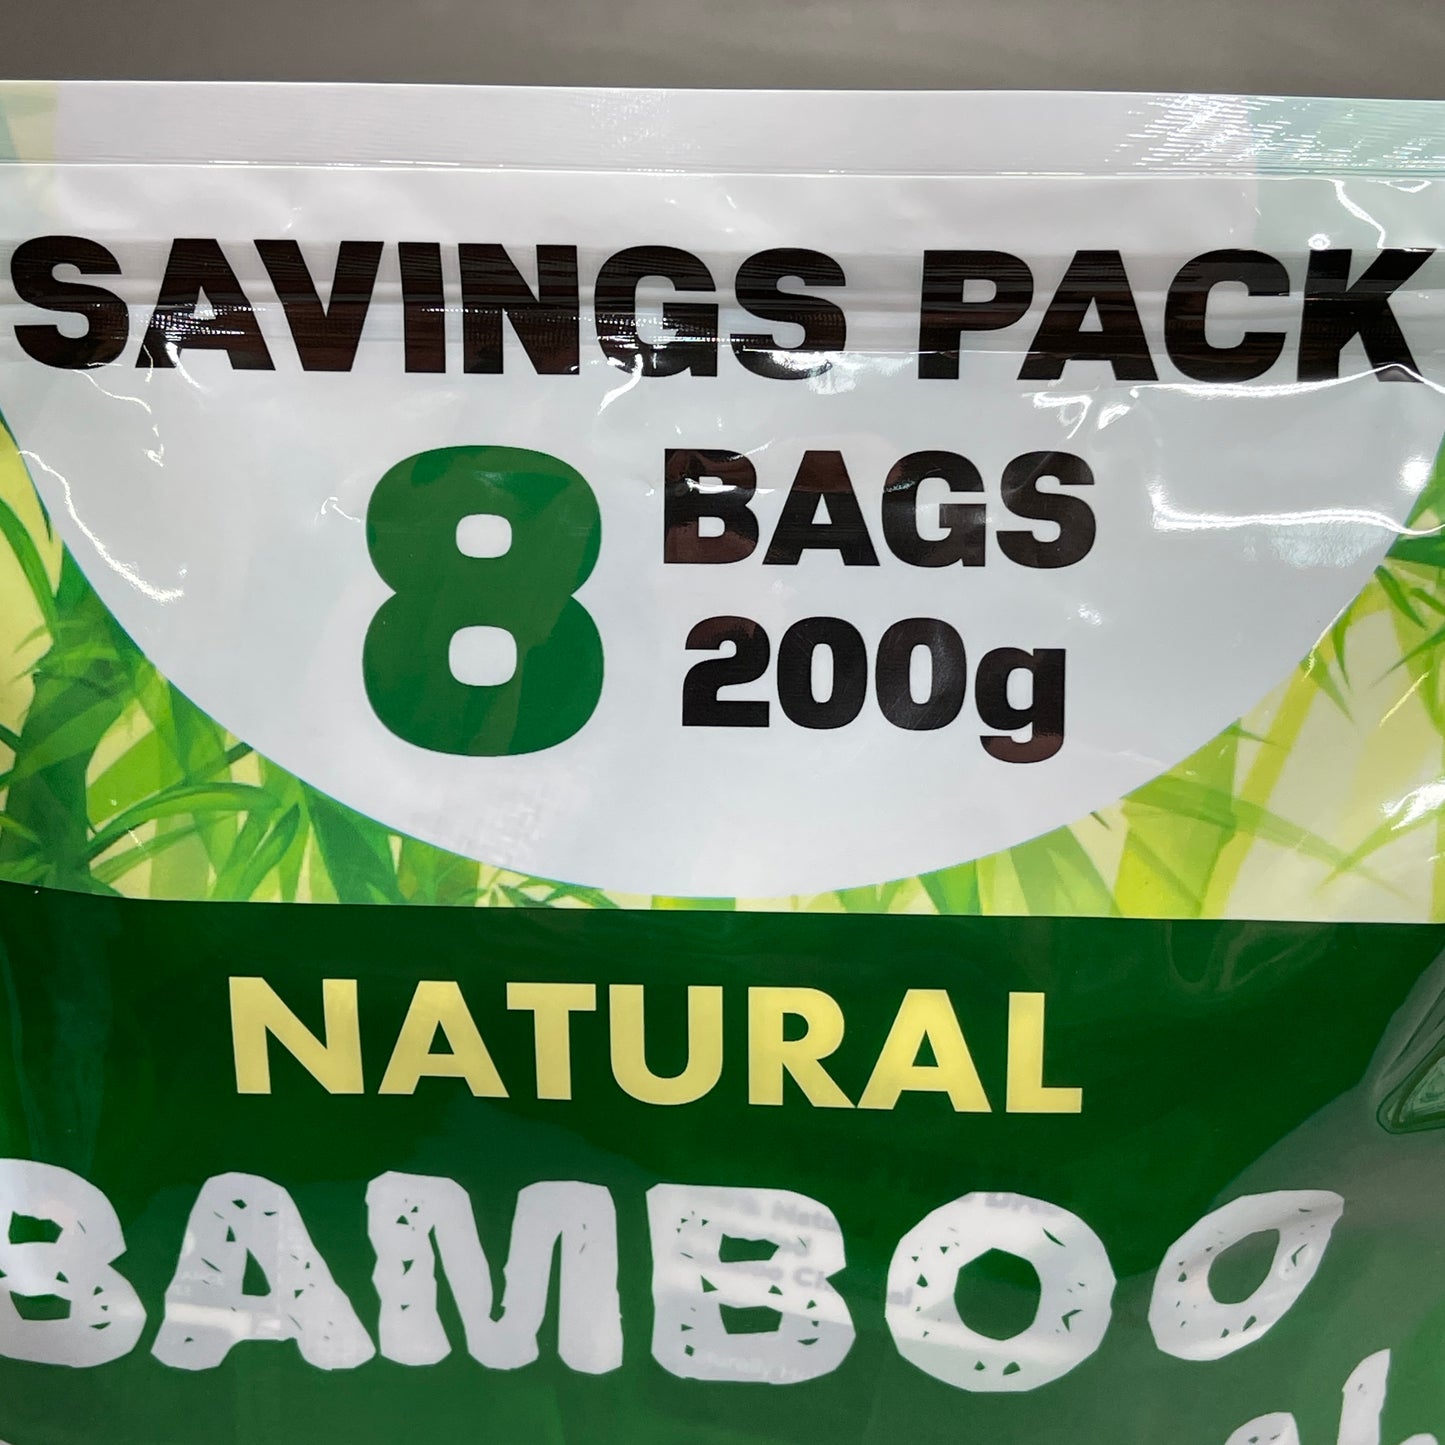 SAVINGS PACK
8 BAGS
200g
NATURAL
BAMBOO